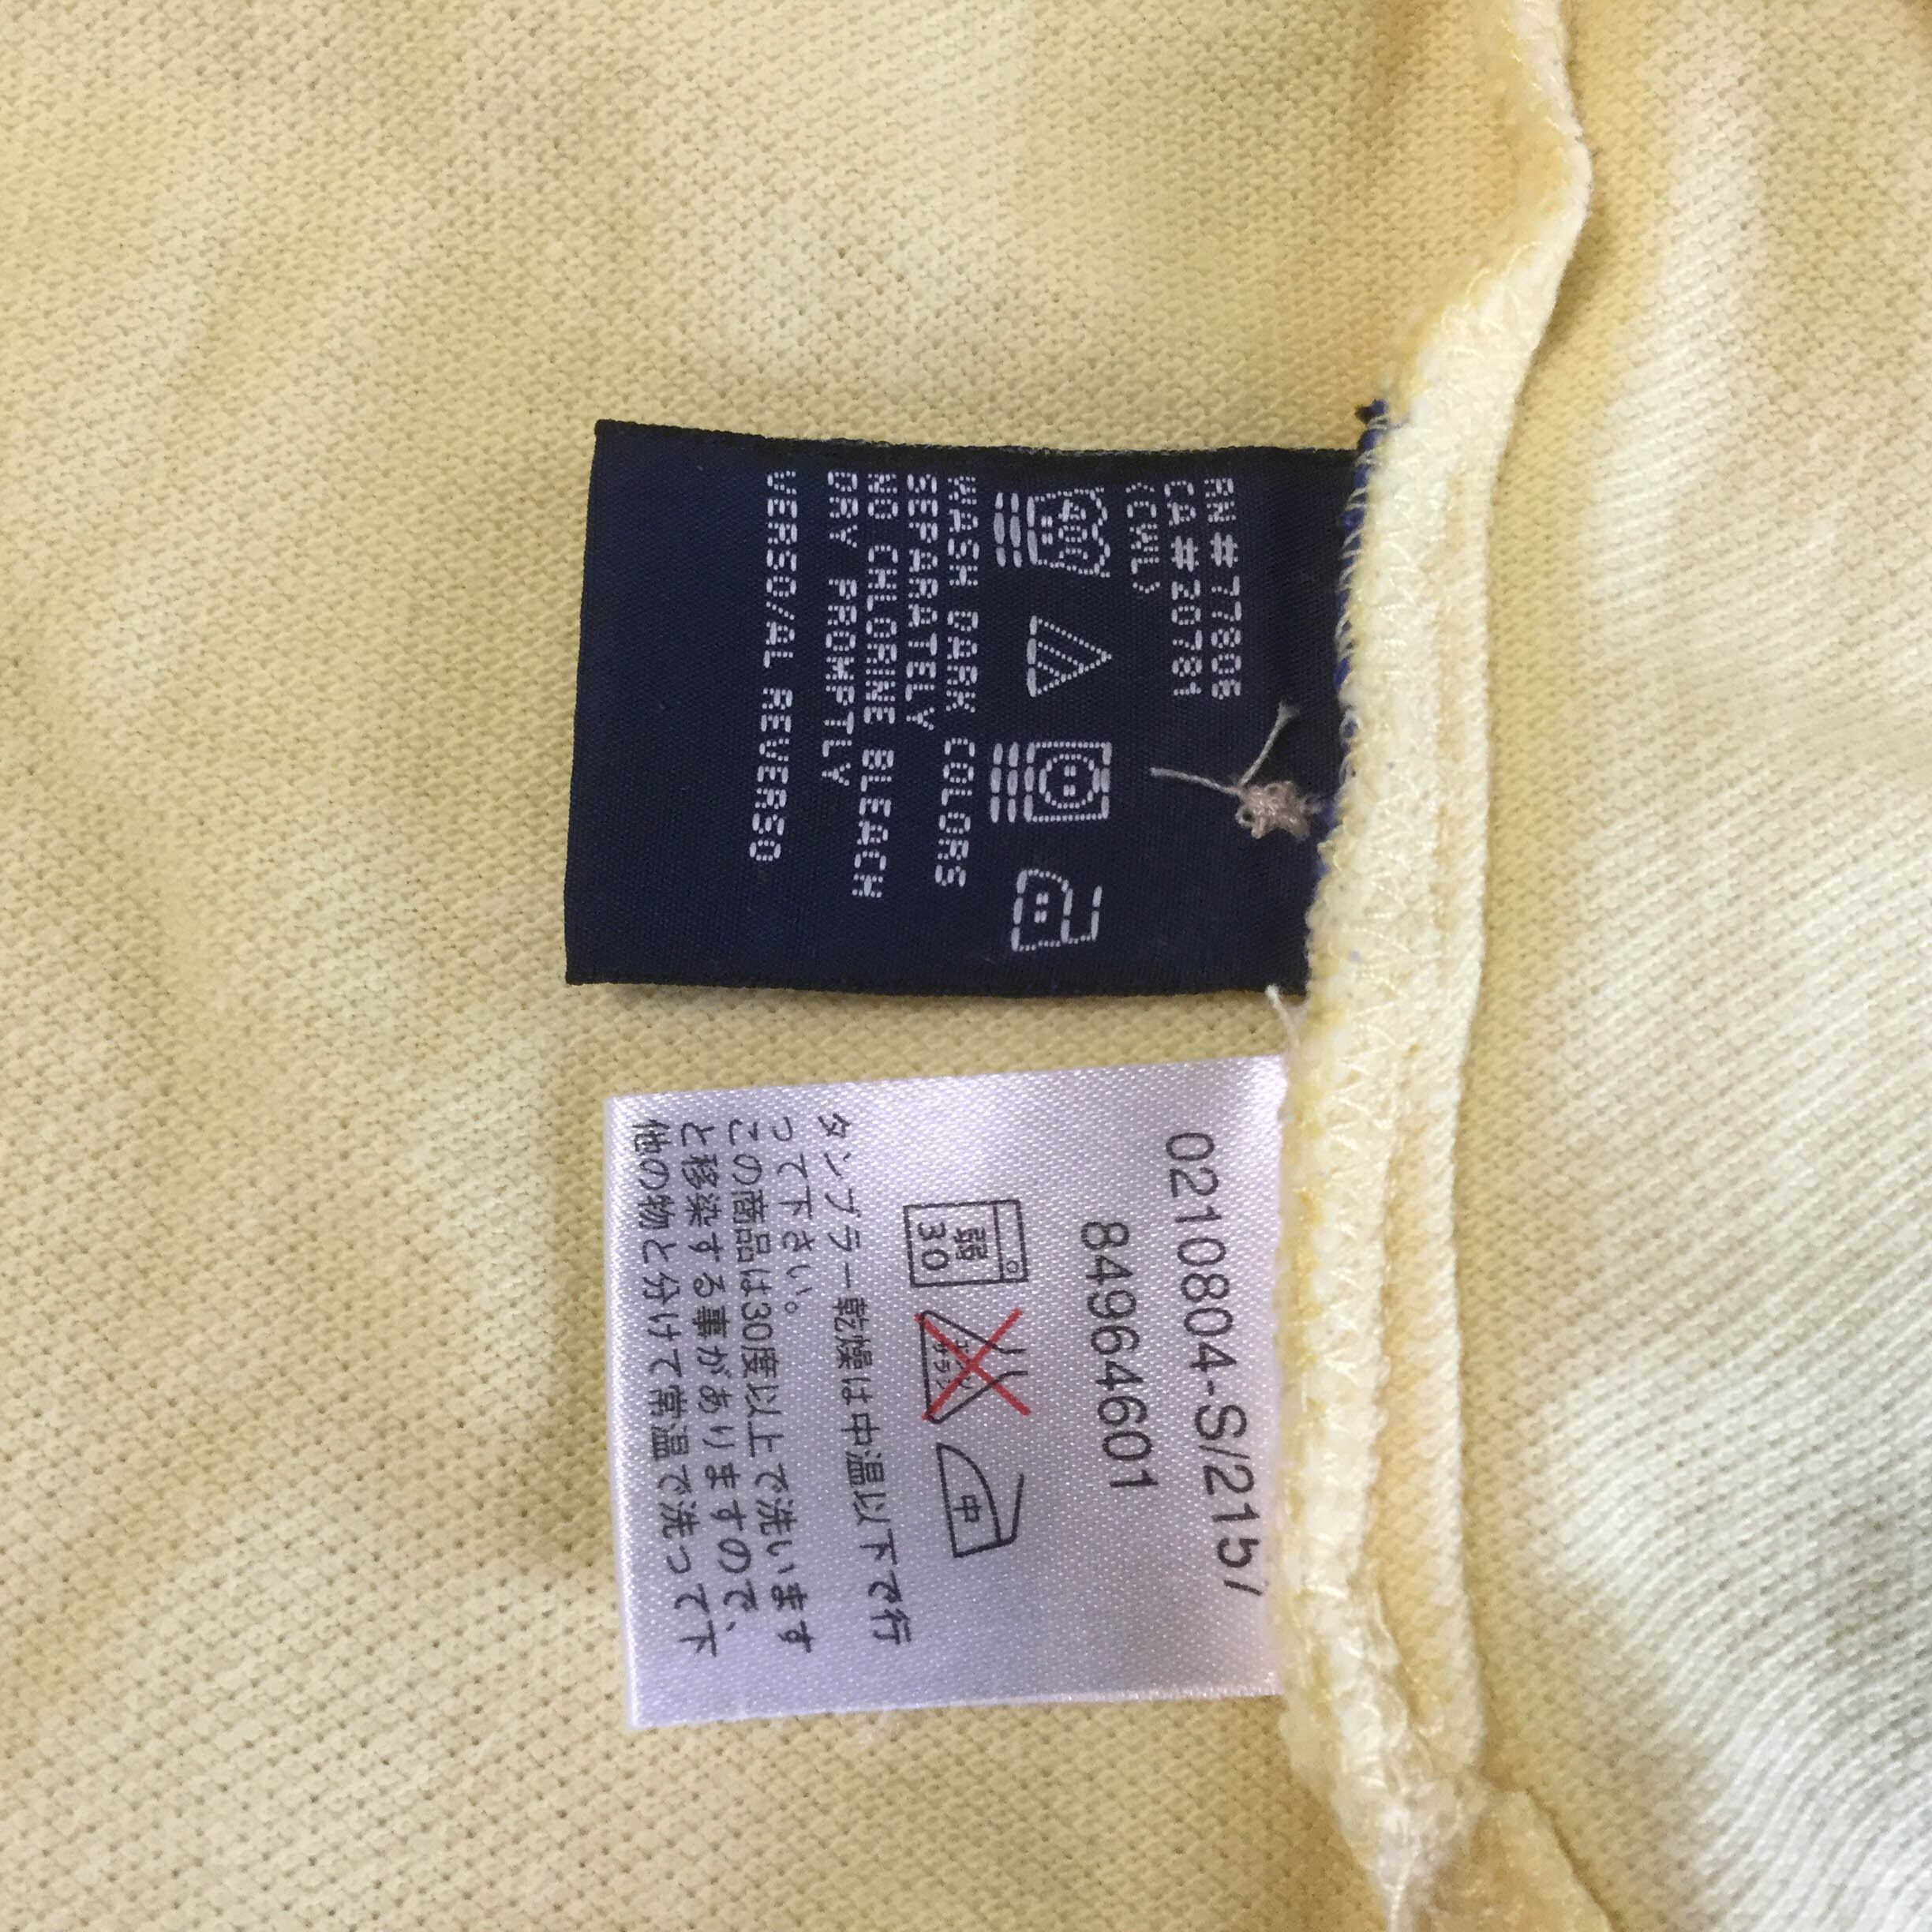 RN#77806
CA#20781
(CWIL)
40C
WASH DARK COLORS
SEPARATELY
NO CHLORINE BLEACH
DRY PROMPTLY
VERSO/AL REVERSO
0210804-S/215/
84964601
弱
30
中
タンブラー乾燥は中温以下で行
って下さい。
この商品は30度以上で洗います
と移染する事がありますので、
他の物と分けて常温で洗って下